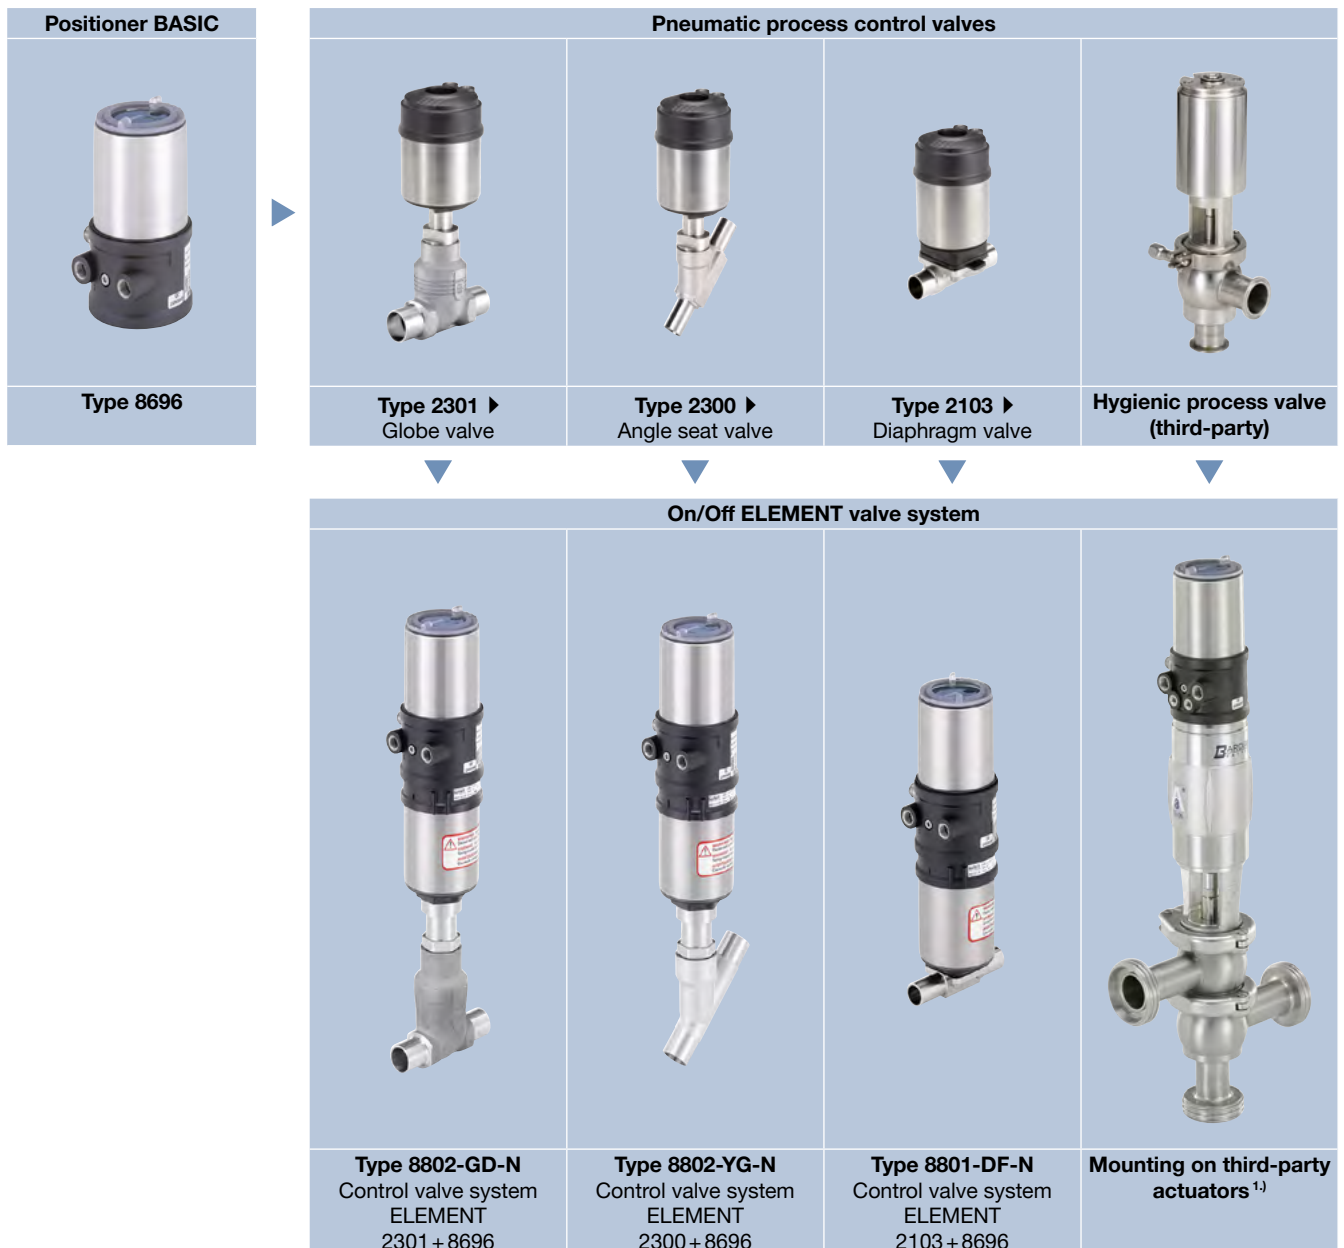 Positioner BASIC
Pneumatic process control valves
Type 8696
Type 2301
Globe valve
Type 2300
Angle seat valve
Type 2103
Diaphragm valve
Hygienic process valve
(third-party)
On/Off ELEMENT valve system
Type 8802-GD-N
Control valve system
ELEMENT
2301 + 8696
Type 8802-YG-N
Control valve system
ELEMENT
2300 + 8696
Type 8801-DF-N
Control valve system
ELEMENT
2103 + 8696
Mounting on third-party
actuators 1.)